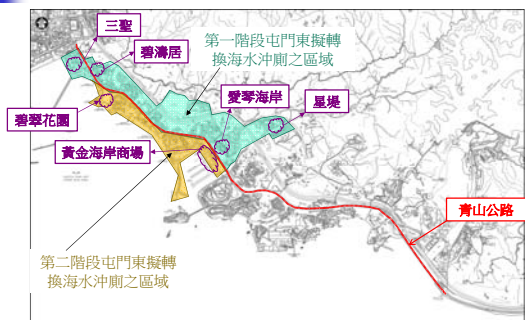 三聖
碧濤居
第一階段屯門東擬轉
換海水沖廁之區域
愛琴海岸
星堤
碧翠花園
黃金海岸商場
青山公路
第二階段屯門東擬轉
換海水沖廁之區域